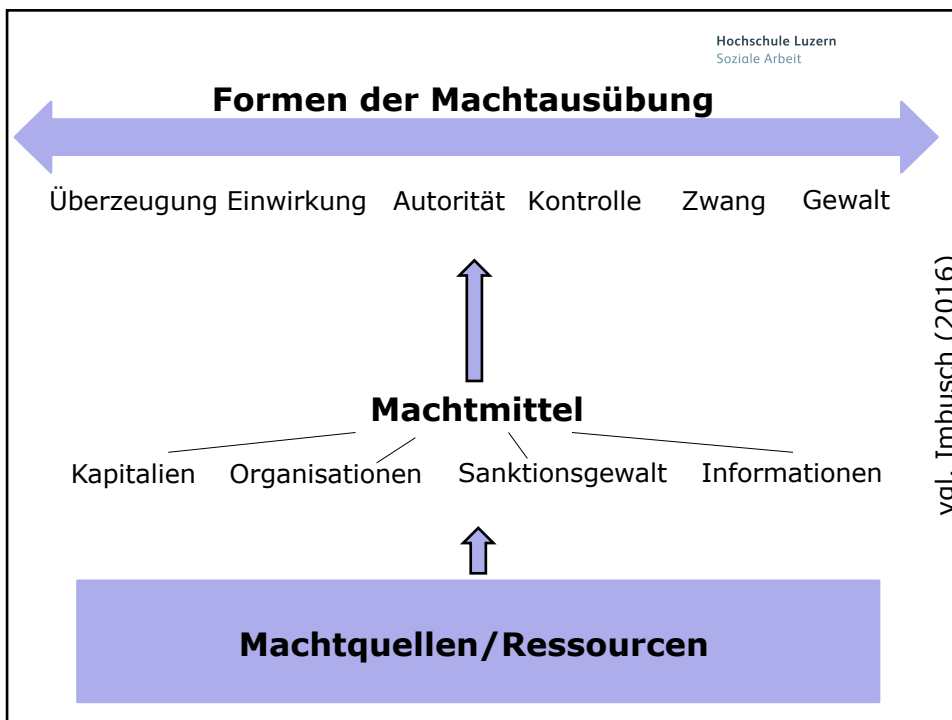 Hochschule Luzern
Soziale Arbeit
Formen der Machtausübung
Überzeugung Einwirkung Autorität Kontrolle Zwang Gewalt
vgl. Imbusch (2016)
Machtmittel
Kapitalien Organisationen Sanktionsgewalt Informationen
Machtquellen/Ressourcen